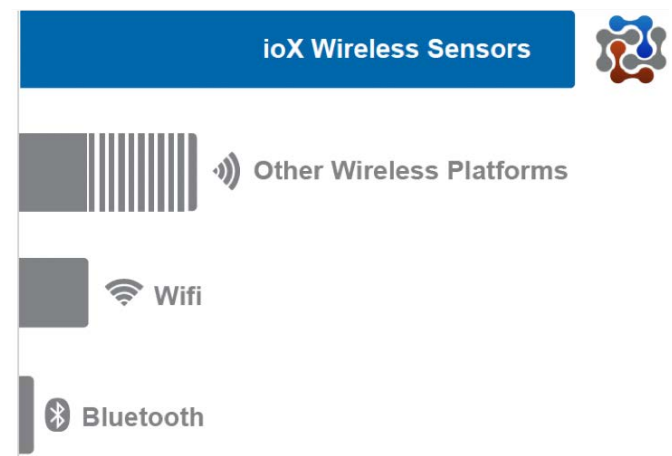 ioX Wireless Sensors
Other Wireless Platforms
Wifi
Bluetooth